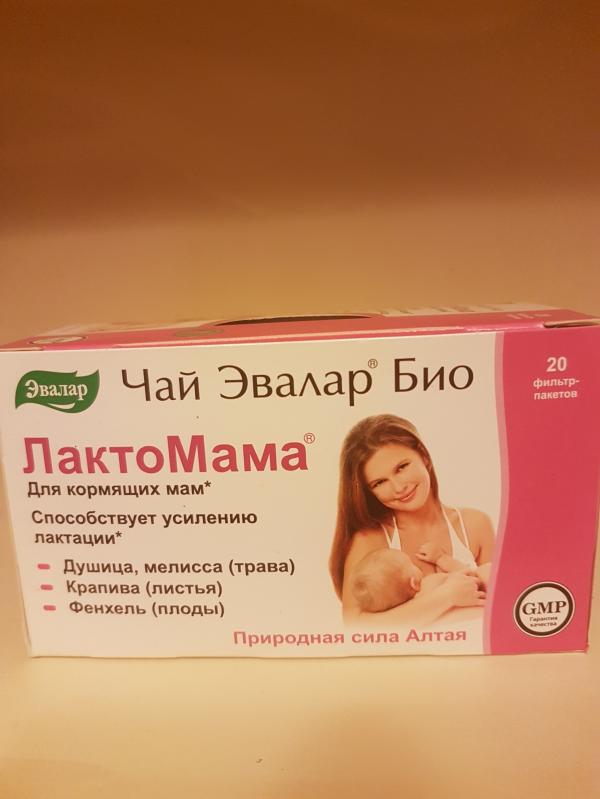 Эвалар
Чай Эвалар® Био
20
фильтр-
пакетов
ЛактоМама®
Для кормящих мам*
Способствует усилению
лактации*
Душица, мелисса (трава)
Крапива (листья)
Фенхель (плоды)
GMP
Гарантия
качества
Природная сила Алтая